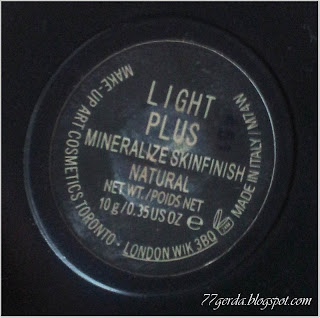 LIGHT
PLUS
MINERALIZE SKINFINISH
NATURAL
NET WT./POIDS NET
10 g/0.35 US OZ e
MAKE-UP ART COSMETICS TORONTO - LONDON W1K 3BQ
MADE IN ITALY / M74W
77gerda.blogspot.com